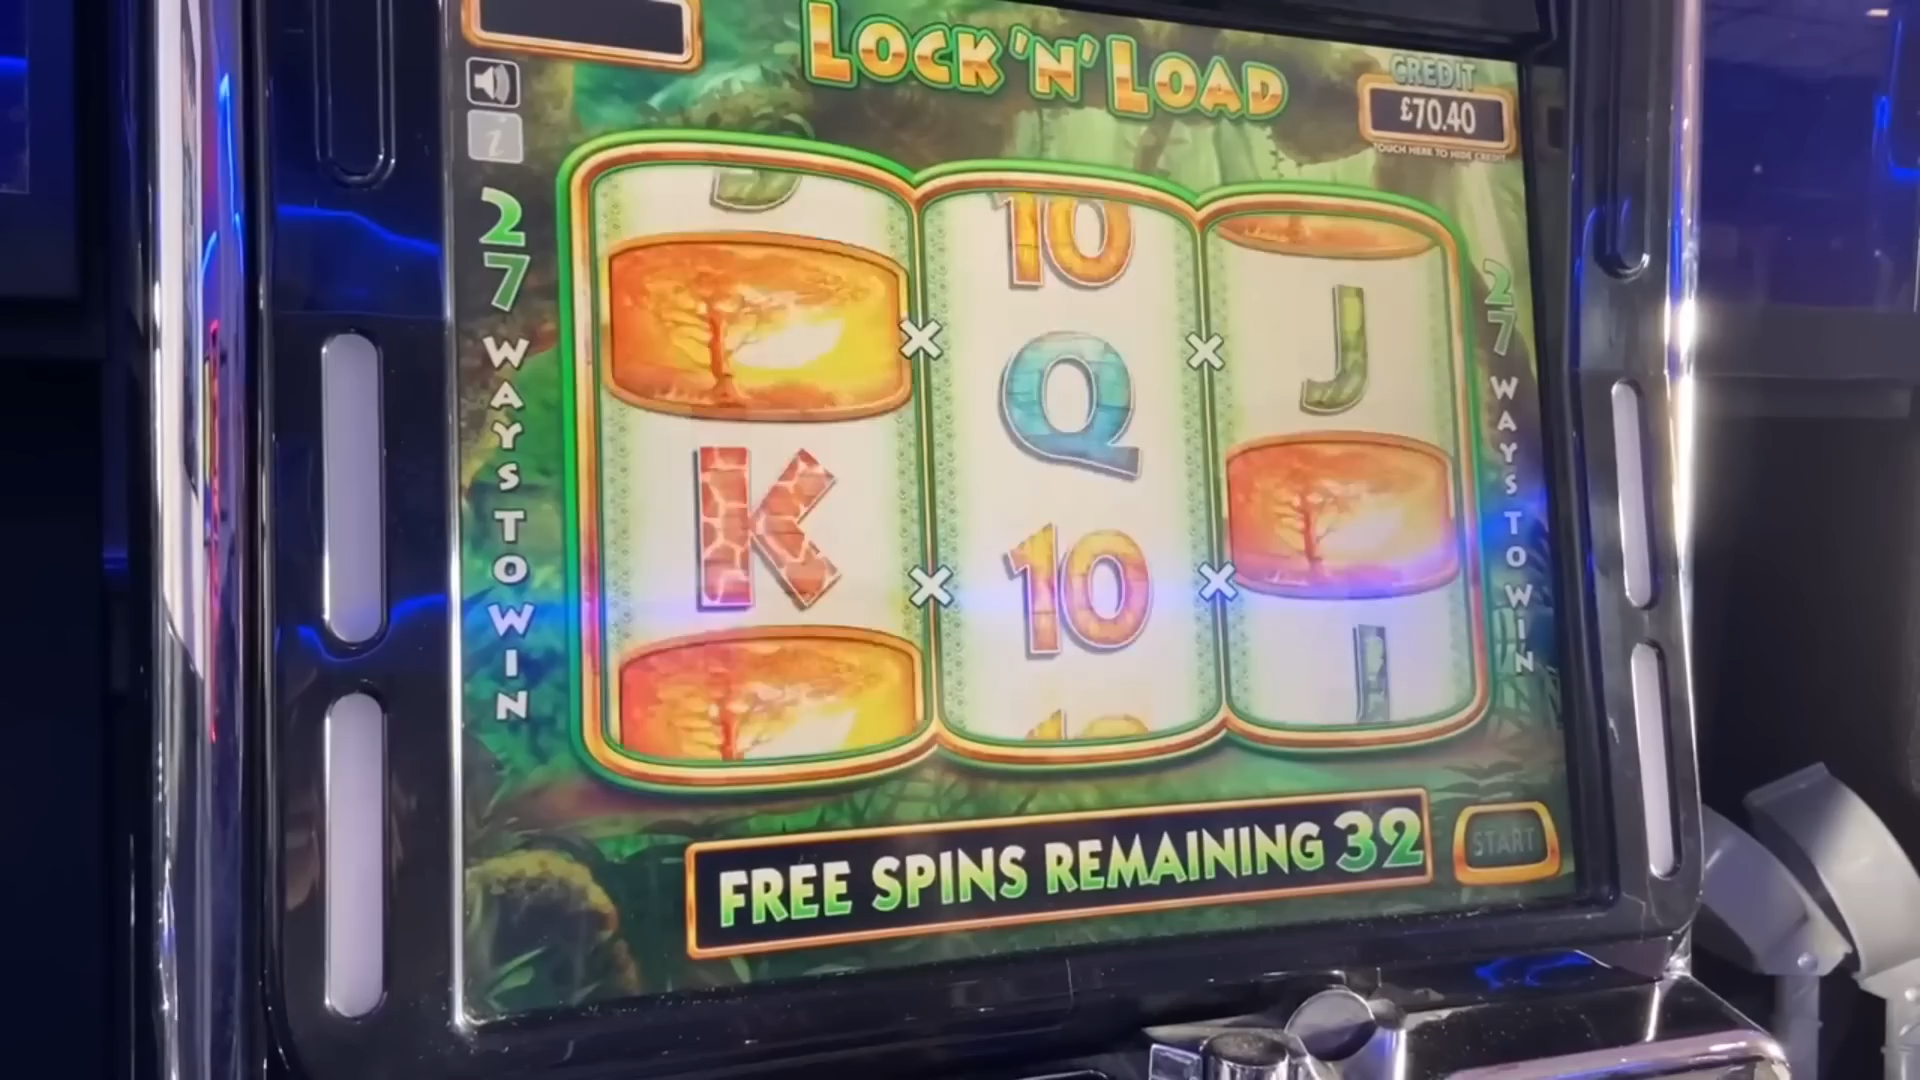 LOCK 'N' LOAD
CREDIT
£70.40
TOUCH HERE TO HIDE CREDIT
i
27 WAYS TO WIN
J
10
Q
J
K
10
10
FREE SPINS REMAINING 32
START
27 WAYS TO WIN